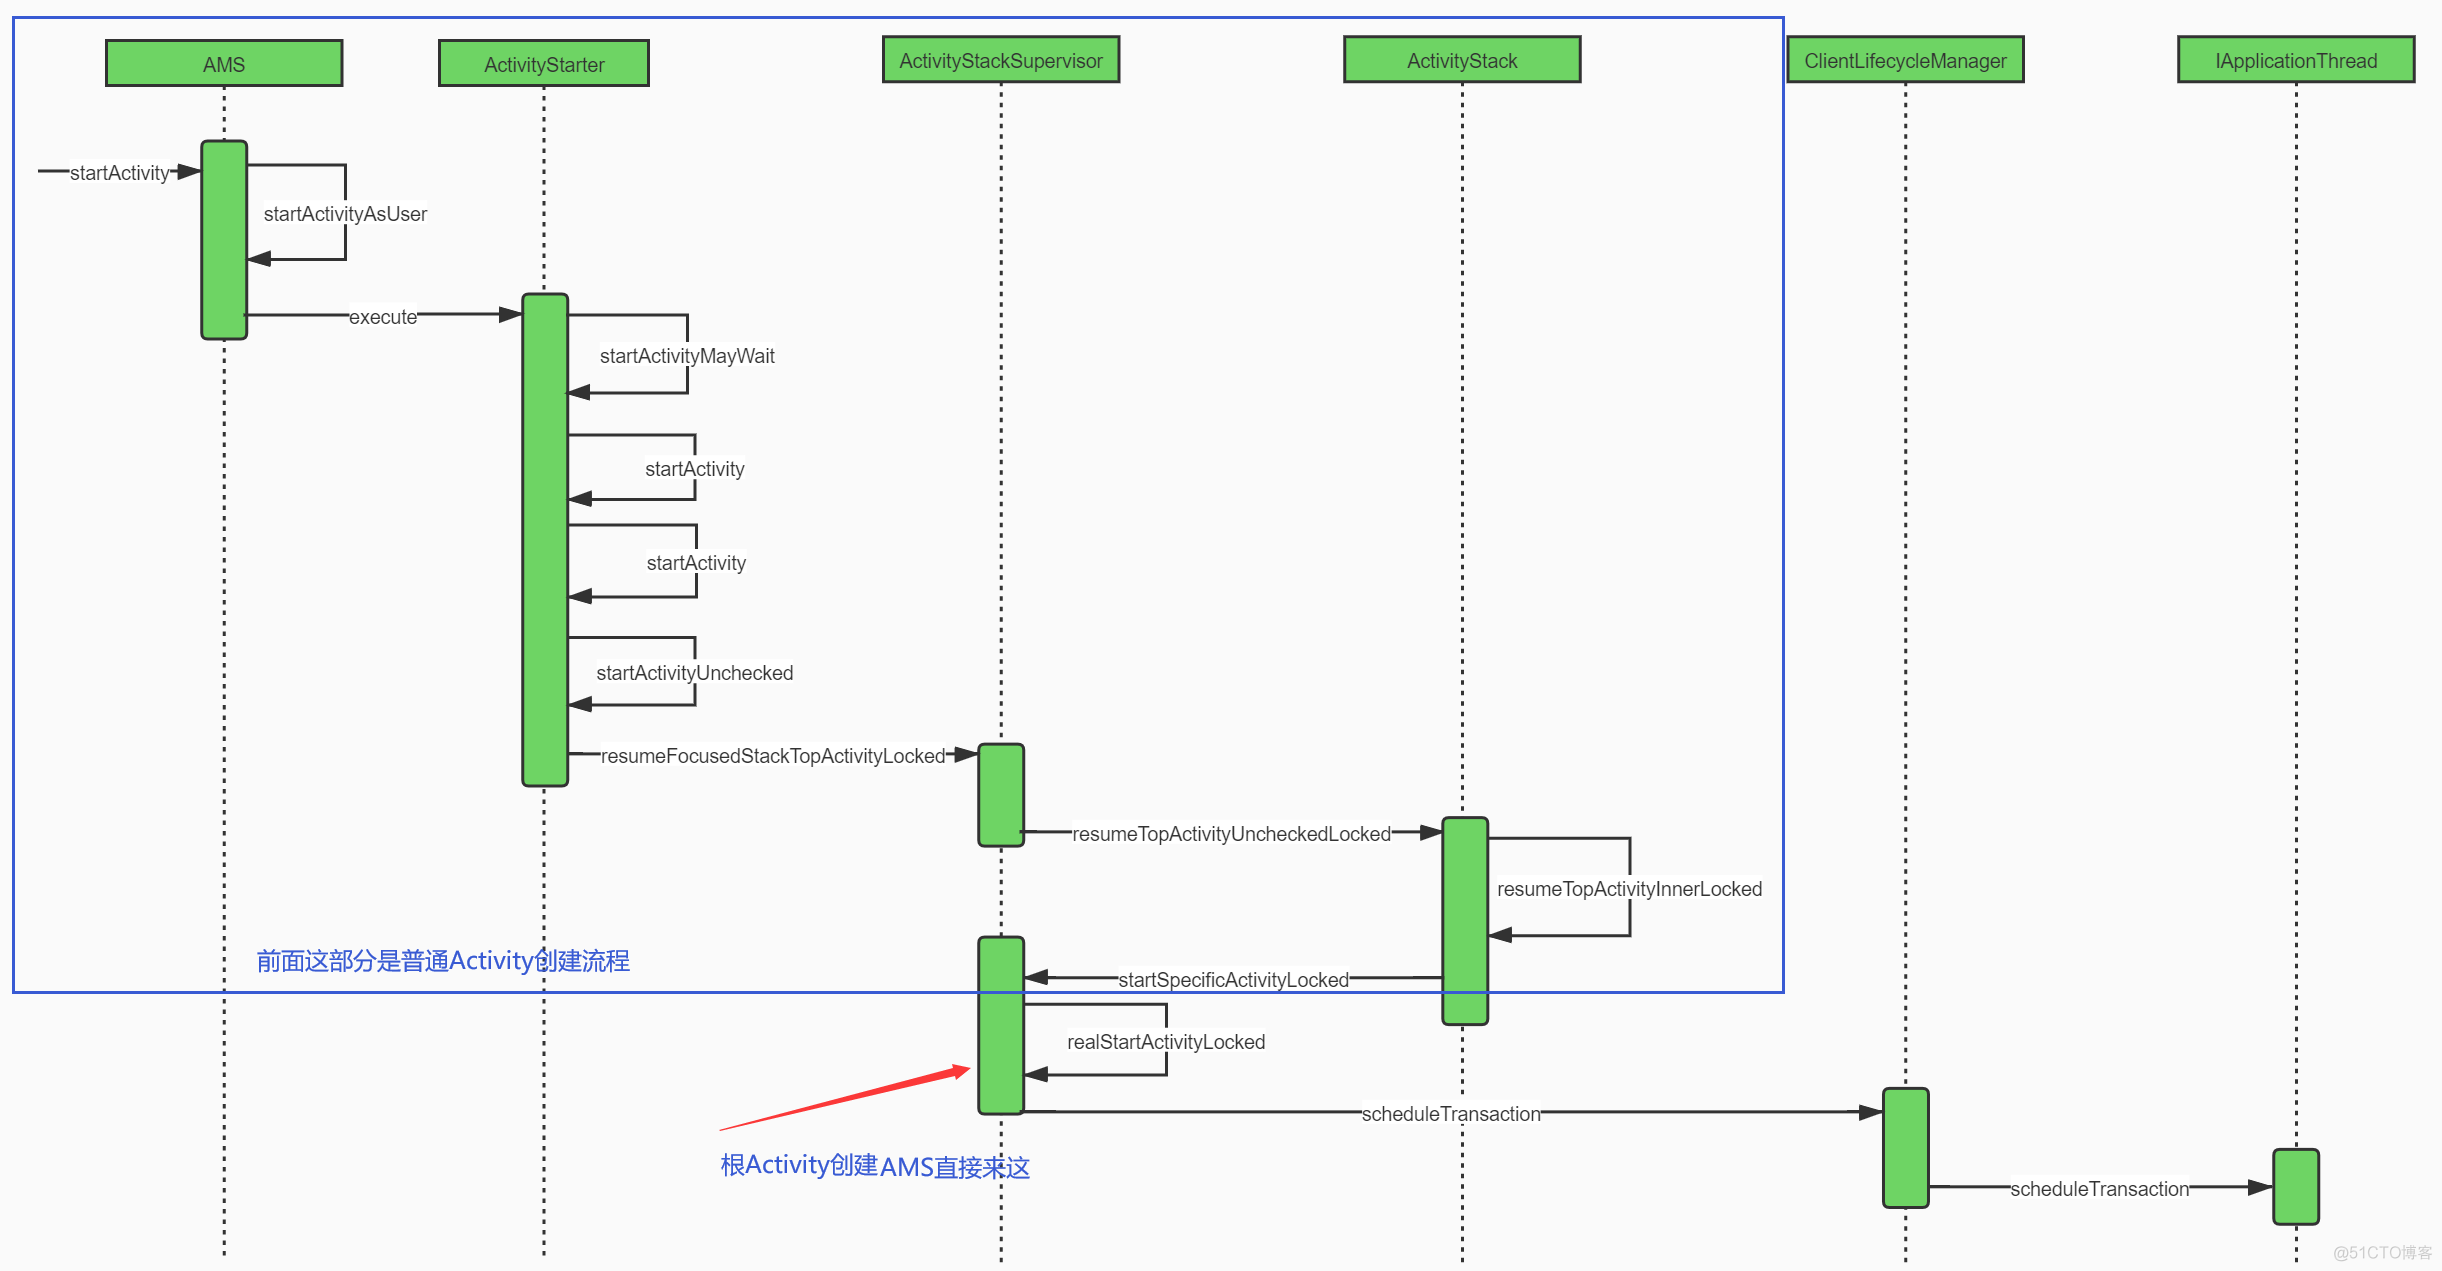 AMS
ActivityStarter
ActivityStackSupervisor
ActivityStack
ClientLifecycleManager
IApplicationThread
startActivity
startActivityAsUser
execute
startActivityMayWait
startActivity
startActivity
startActivityUnchecked
resumeFocusedStackTopActivityLocked
resumeTopActivityUncheckedLocked
resumeTopActivityInnerLocked
前面这部分是普通Activity创建流程
startSpecificActivityLocked
realStartActivityLocked
scheduleTransaction
根Activity创建AMS直接来这
scheduleTransaction
@51CTO博客